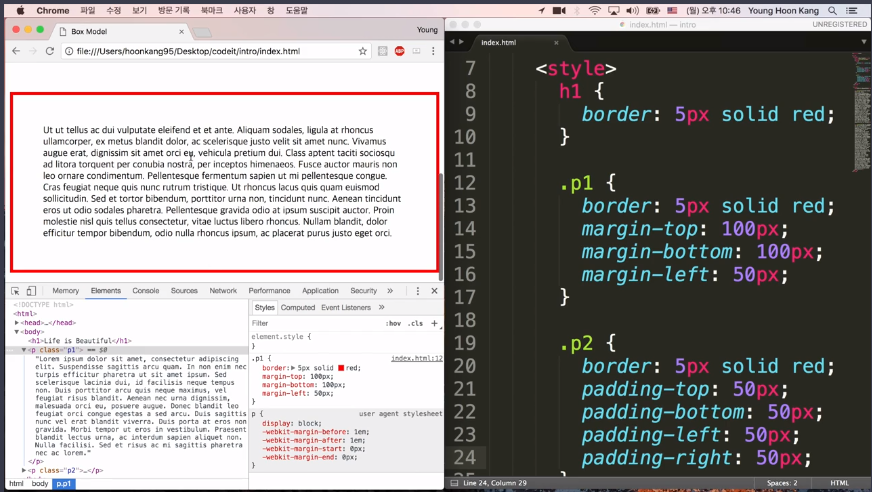 Chrome 파일 수정 보기 방문 기록 북마크 사용자 창 도움말
(월) 오후 10:46 Young Hoon Kang
Box Model
Young
file:///Users/hoonkang95/Desktop/codeit/intro/index.html
Ut ut tellus ac dui vulputate eleifend et et ante. Aliquam sodales, ligula at rhoncus
ullamcorper, ex metus blandit dolor, ac scelerisque justo velit sit amet nunc. Vivamus
augue erat, dignissim sit amet orci eu, vehicula pretium dui. Class aptent taciti sociosqu
ad litora torquent per conubia nostra, per inceptos himenaeos. Fusce auctor mauris non
leo ornare condimentum. Pellentesque fermentum sapien ut mi pellentesque congue.
Cras feugiat neque quis nunc rutrum tristique. Ut rhoncus lacus quis quam euismod
sollicitudin. Sed et tortor bibendum, ornare nisl non, tincidunt nunc. Aenean tincidunt
eros ut odio sodales pharetra. Pellentesque gravida odio at ipsum suscipit auctor. Proin
molestie nisl quis tellus consectetur, vitae luctus libero rhoncus. Nullam blandit, dolor
efficitur tempor bibendum, odio nulla rhoncus ipsum, ac placerat purus justo eget orci.
Memory Elements Console Sources Network Performance Application Security »
<!DOCTYPE html>
<html>
<head>…</head>
<body>
<h1>Life is Beautiful</h1>
<p class="p1"> == $0
"Lorem ipsum dolor sit amet, consectetur adipiscing
elit. Suspendisse sagittis arcu quam. In non enim nec
turpis dictum euismod at in orci. Sed sed nunc sed
scelerisque lacinia dui, id facilisis neque tempus
non. Duis porttitor arcu quis neque maximus, vel
feugiat risus blandit. Aenean nec urna dignissim,
malesuada orci eu, posuere augue. Donec blandit leo
feugiat orci congue egestas a sed arcu. Duis sagittis
nunc vel erat blandit viverra. Duis porta at eros non
gravida. Morbi tempor ut eros in vestibulum. Praesent
blandit lectus arcu, ac interdum sapien aliquet non.
Nulla facilisi. Sed et risus ac mi sagittis pharetra
nec ac lorem."
</p>
<p class="p2">…</p>
html body p.p1
Styles Computed Event Listeners »
Filter :hov .cls +
element.style {
}
.p1 { index.html:12
border: 5px solid red;
margin-top: 100px;
margin-bottom: 100px;
margin-left: 50px;
}
p { user agent stylesheet
display: block;
-webkit-margin-before: 1em;
-webkit-margin-after: 1em;
-webkit-margin-start: 0px;
-webkit-margin-end: 0px;
}
index.html — intro UNREGISTERED
index.html
7 <style>
8 h1 {
9 border: 5px solid red;
10 }
11
12 .p1 {
13 border: 5px solid red;
14 margin-top: 100px;
15 margin-bottom: 100px;
16 margin-left: 50px;
17 }
18
19 .p2 {
20 border: 5px solid red;
21 padding-top: 50px;
22 padding-bottom: 50px;
23 padding-left: 50px;
24 padding-right: 50px;
Line 24, Column 29 Spaces: 2 HTML